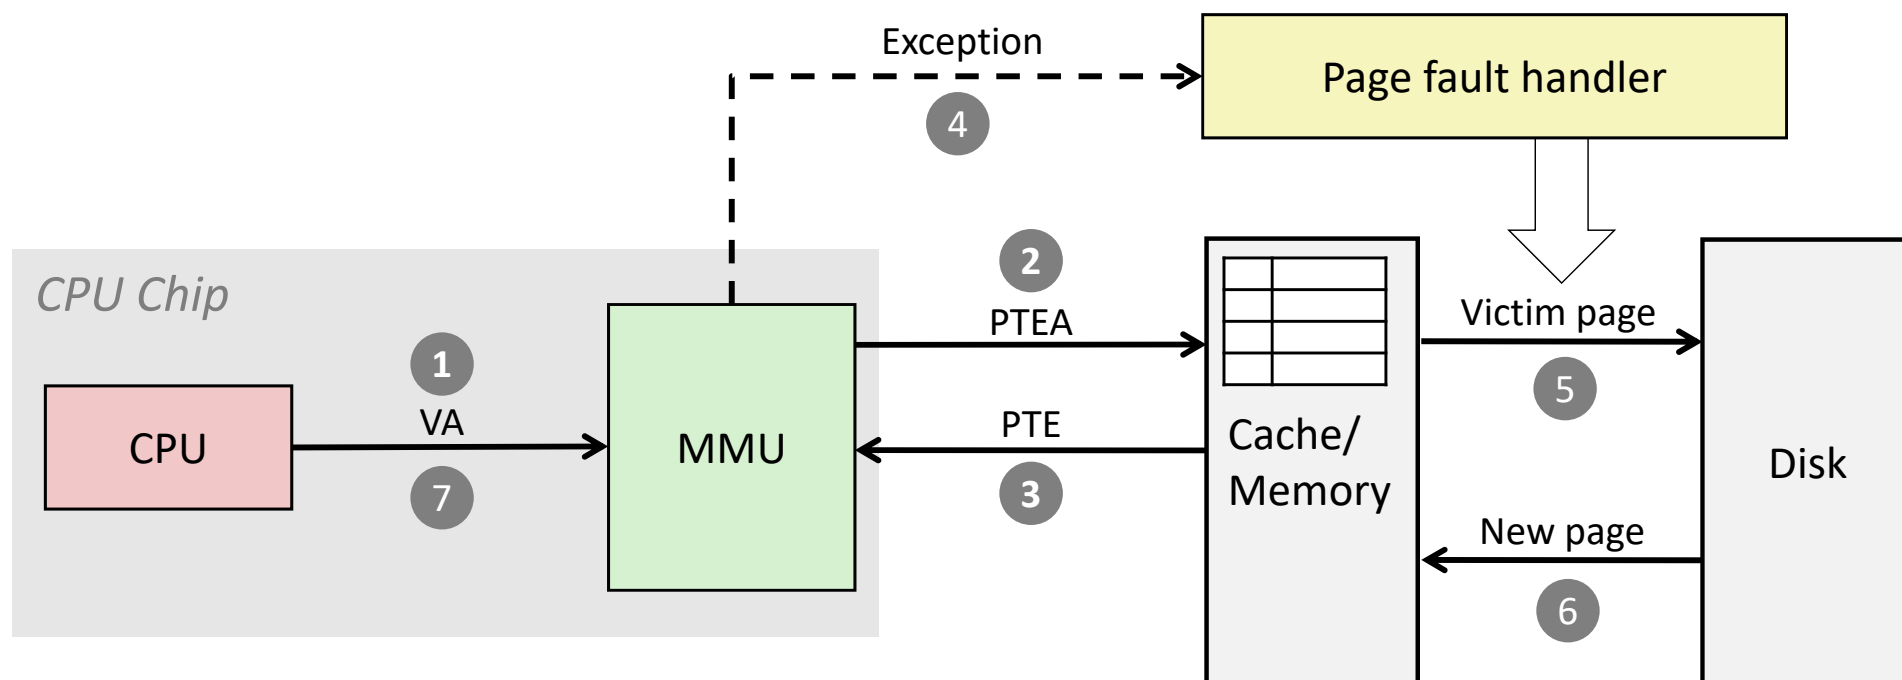 Exception
4
Page fault handler
CPU Chip
2
PTEA
Victim page
5
1
VA
7
CPU
MMU
PTE
3
Cache/
Memory
Disk
New page
6